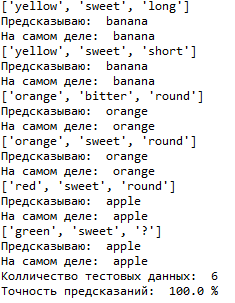 ['yellow', 'sweet', 'long']
Предсказываю:  banana
На самом деле:  banana
['yellow', 'sweet', 'short']
Предсказываю:  banana
На самом деле:  banana
['orange', 'bitter', 'round']
Предсказываю:  orange
На самом деле:  orange
['orange', 'sweet', 'round']
Предсказываю:  orange
На самом деле:  orange
['red', 'sweet', 'round']
Предсказываю:  apple
На самом деле:  apple
['green', 'sweet', '?']
Предсказываю:  apple
На самом деле:  apple
Колличество тестовых данных:  6
Точность предсказаний:  100.0 %